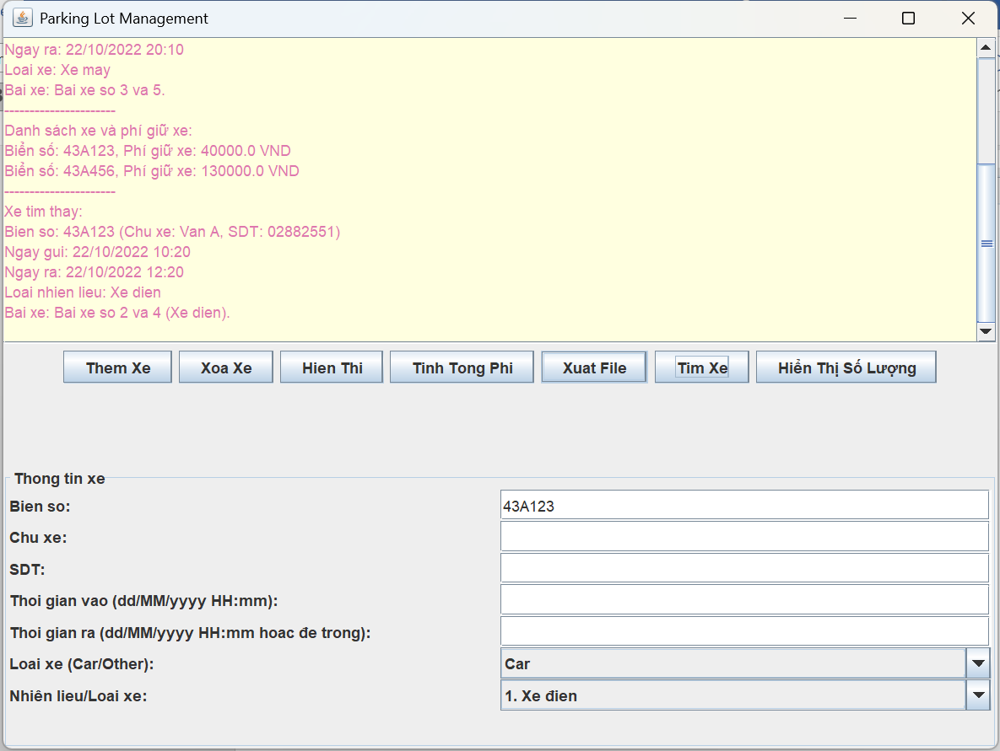 Parking Lot Management
Ngay ra: 22/10/2022 20:10
Loai xe: Xe may
Bai xe: Bai xe so 3 va 5.
----------------------
Danh sách xe và phí giữ xe:
Biển số: 43A123, Phí giữ xe: 40000.0 VND
Biển số: 43A456, Phí giữ xe: 130000.0 VND
----------------------
Xe tim thay:
Bien so: 43A123 (Chu xe: Van A, SDT: 02882551)
Ngay gui: 22/10/2022 10:20
Ngay ra: 22/10/2022 12:20
Loai nhien lieu: Xe dien
Bai xe: Bai xe so 2 va 4 (Xe dien).
Them Xe Xoa Xe Hien Thi Tinh Tong Phi Xuat File Tim Xe Hiển Thị Số Lượng
Thong tin xe
Bien so: 43A123
Chu xe:
SDT:
Thoi gian vao (dd/MM/yyyy HH:mm):
Thoi gian ra (dd/MM/yyyy HH:mm hoac đe trong):
Loai xe (Car/Other): Car
Nhiên lieu/Loai xe: 1. Xe đien